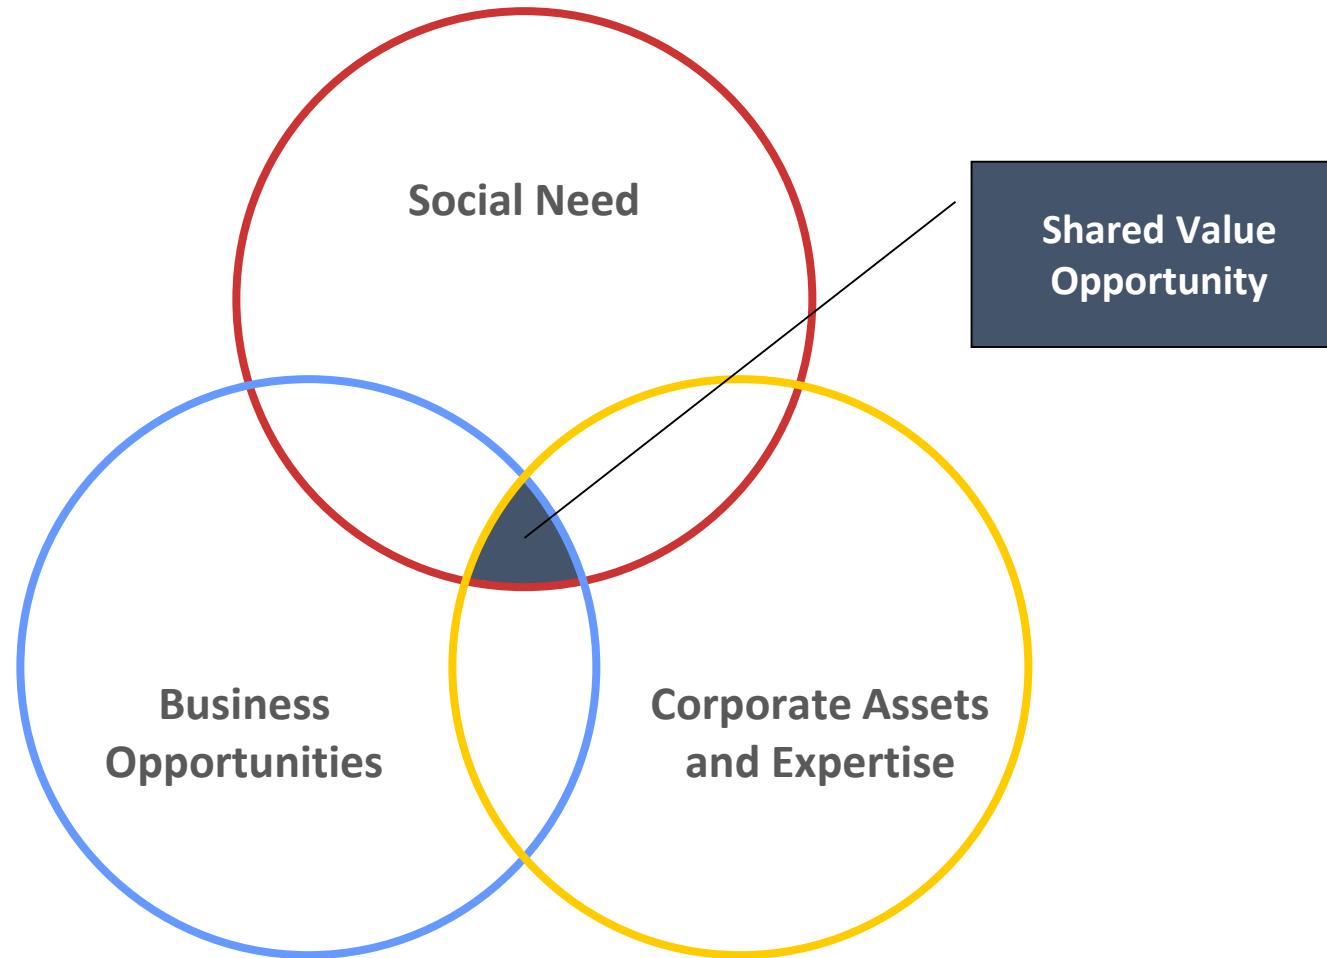 Social Need
Shared Value
Opportunity
Business
Opportunities
Corporate Assets
and Expertise